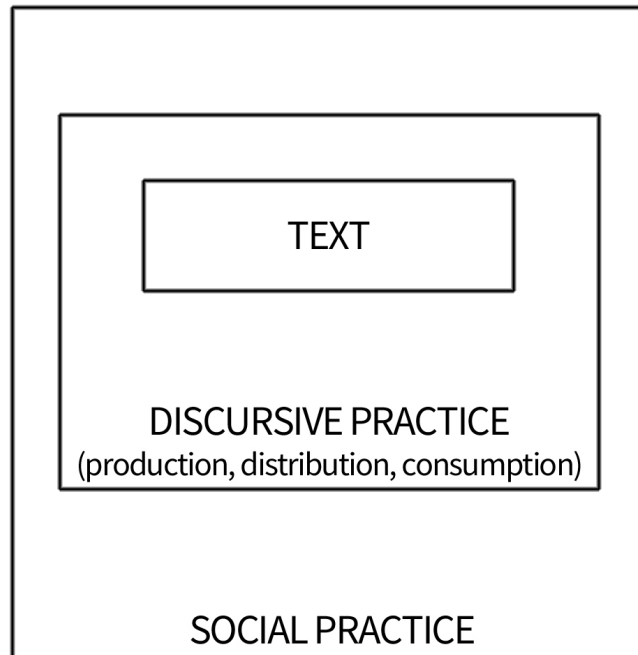 TEXT
DISCURSIVE PRACTICE
(production, distribution, consumption)
SOCIAL PRACTICE